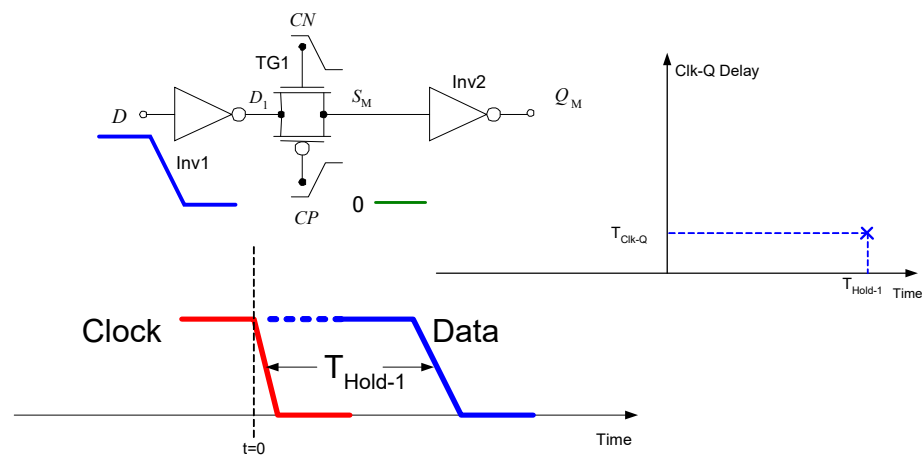 CN
TG1
Inv2
Clk-Q Delay
D
D1
SM
QM
Inv1
CP
0
TClk-Q
THold-1
Time
Clock
Data
THold-1
t=0
Time